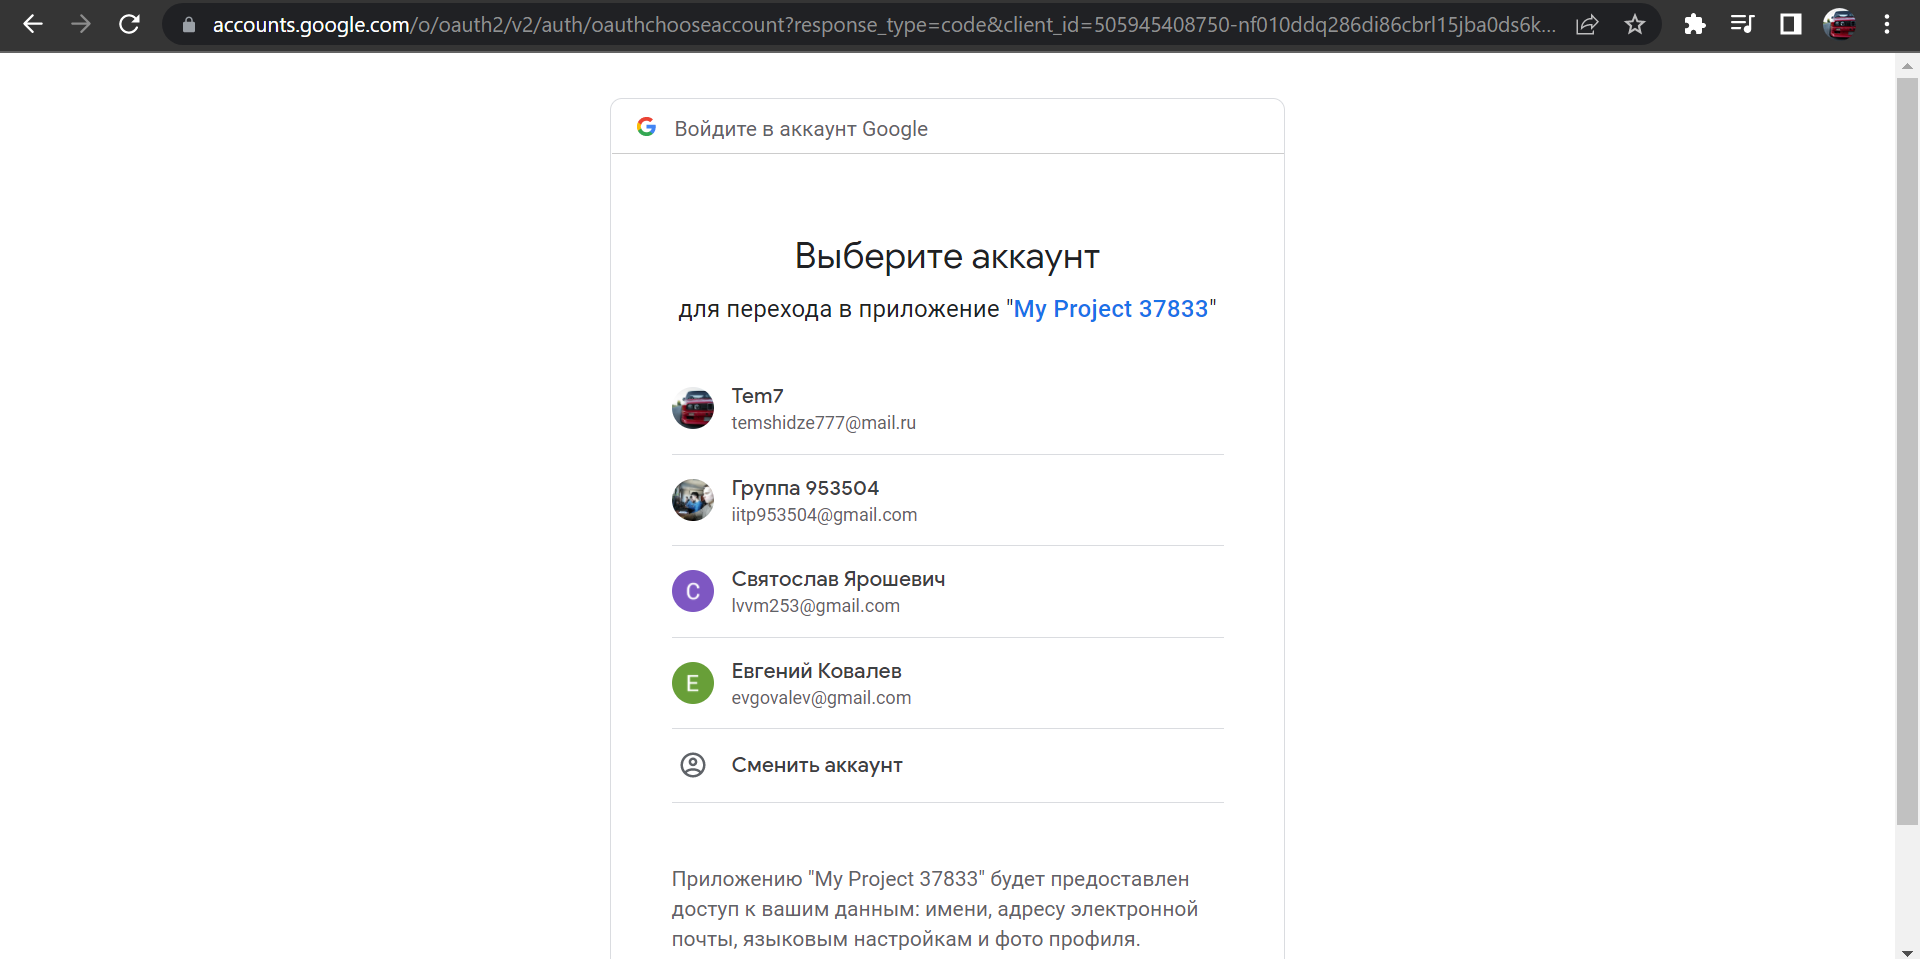 accounts.google.com/o/oauth2/v2/auth/oauthchooseaccount?response_type=code&client_id=505945408750-nf010ddq286di86cbrl15jba0ds6k...
Войдите в аккаунт Google
Выберите аккаунт
для перехода в приложение "My Project 37833"
Tem7
temshidze777@mail.ru
Группа 953504
iitp953504@gmail.com
С
Святослав Ярошевич
lvvm253@gmail.com
Е
Евгений Ковалев
evgovalev@gmail.com
Сменить аккаунт
Приложению "My Project 37833" будет предоставлен
доступ к вашим данным: имени, адресу электронной
почты, языковым настройкам и фото профиля.